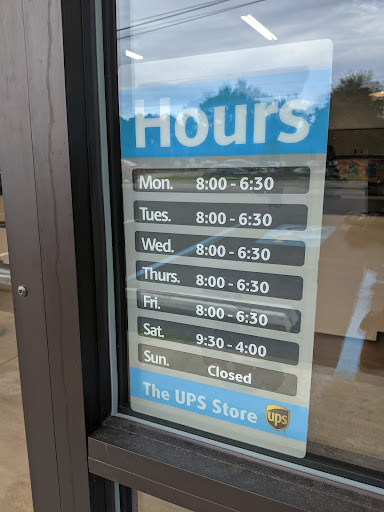 Hours
Mon. 8:00 - 6:30
Tues. 8:00 - 6:30
Wed. 8:00 - 6:30
Thurs. 8:00 - 6:30
Fri. 8:00 - 6:30
Sat. 9:30 - 4:00
Sun. Closed
The UPS Store ups